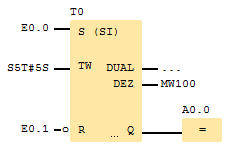 T0
E0.0 S (SI)
S5T#5S TW DUAL ...
DEZ MW100
A0.0
E0.1 R ... Q =